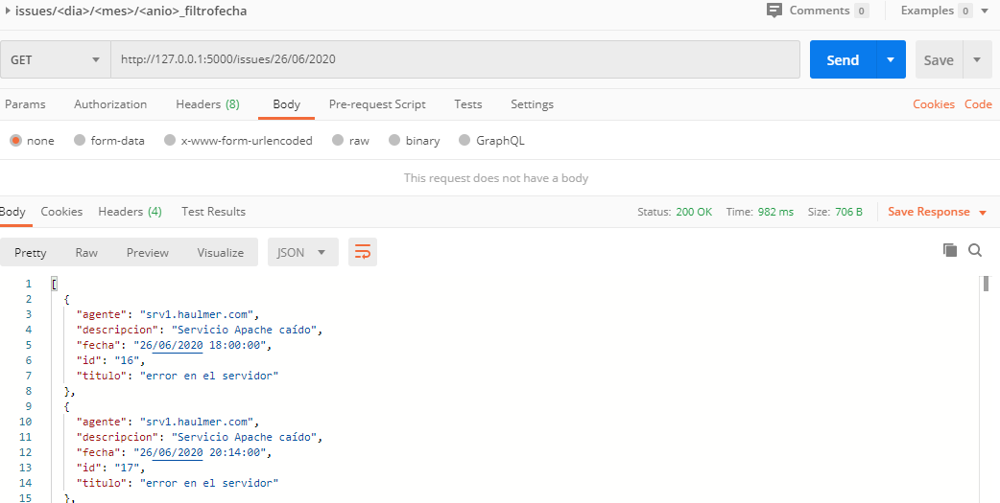 issues/<dia>/<mes>/<anio>_filtrofecha
Comments 0 Examples 0
GET http://127.0.0.1:5000/issues/26/06/2020 Send Save
Params Authorization Headers (8) Body Pre-request Script Tests Settings Cookies Code
none form-data x-www-form-urlencoded raw binary GraphQL
This request does not have a body
Body Cookies Headers (4) Test Results Status: 200 OK Time: 982 ms Size: 706 B Save Response
Pretty Raw Preview Visualize JSON
1 [
2 {
3 "agente": "srv1.haulmer.com",
4 "descripcion": "Servicio Apache caído",
5 "fecha": "26/06/2020 18:00:00",
6 "id": "16",
7 "titulo": "error en el servidor"
8 },
9 {
10 "agente": "srv1.haulmer.com",
11 "descripcion": "Servicio Apache caído",
12 "fecha": "26/06/2020 20:14:00",
13 "id": "17",
14 "titulo": "error en el servidor"
15 },